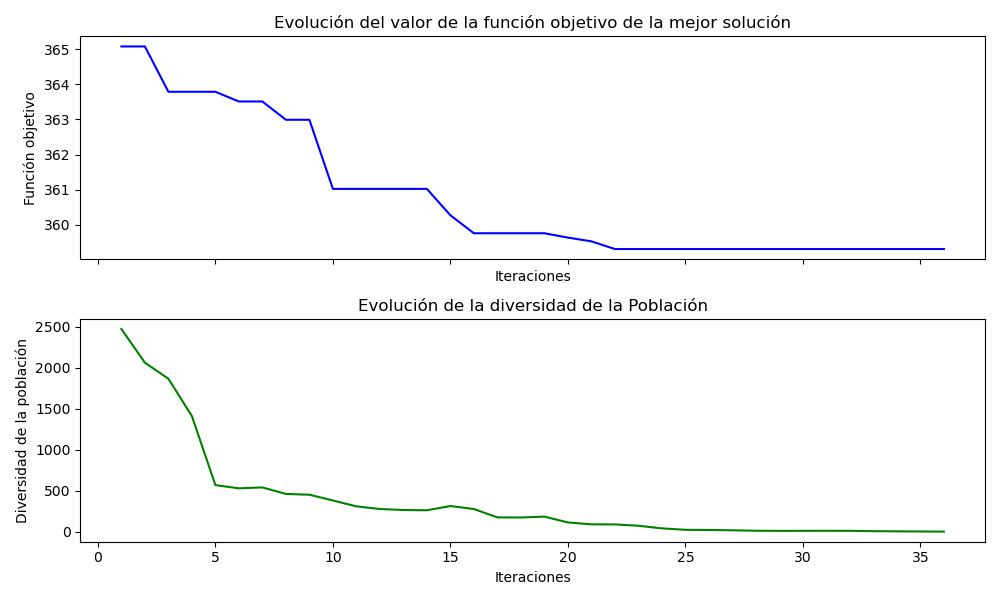 Evolución del valor de la función objetivo de la mejor solución
365
364
363
362
361
360
Función objetivo
Iteraciones
Evolución de la diversidad de la Población
2500
2000
1500
1000
500
0
Diversidad de la población
0 5 10 15 20 25 30 35
Iteraciones